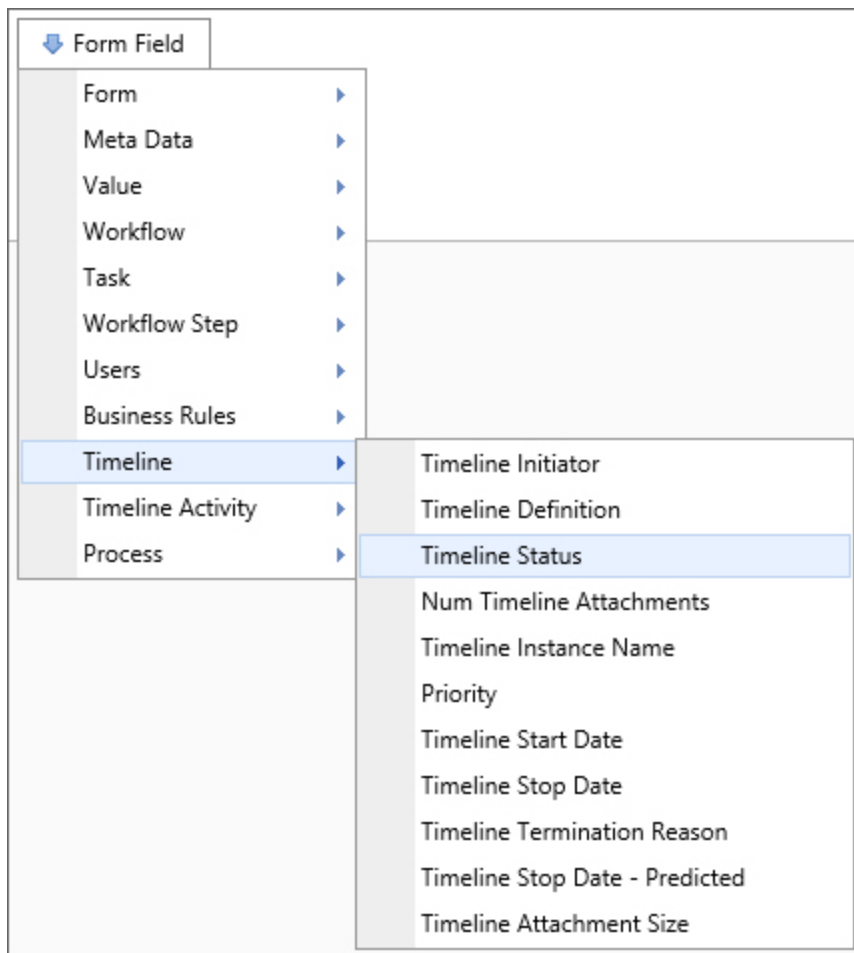 Form Field
Form
Meta Data
Value
Workflow
Task
Workflow Step
Users
Business Rules
Timeline
Timeline Activity
Process
Timeline Initiator
Timeline Definition
Timeline Status
Num Timeline Attachments
Timeline Instance Name
Priority
Timeline Start Date
Timeline Stop Date
Timeline Termination Reason
Timeline Stop Date - Predicted
Timeline Attachment Size